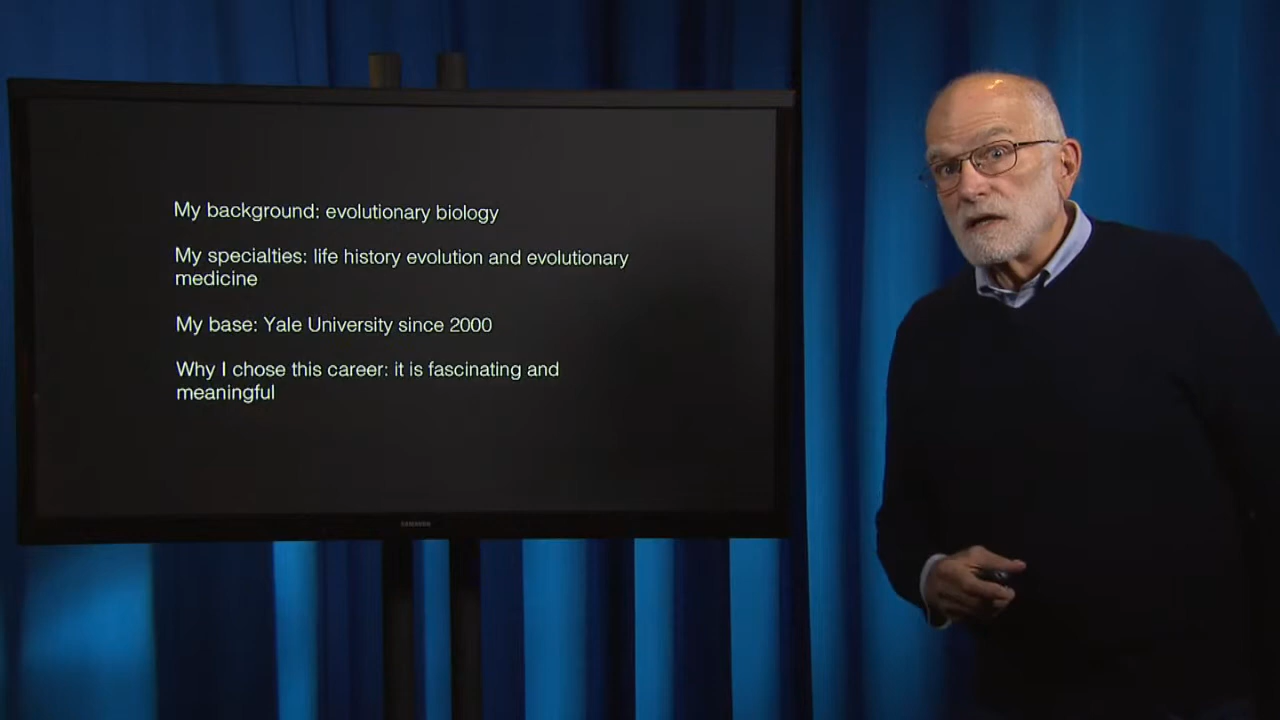 My background: evolutionary biology
My specialties: life history evolution and evolutionary
medicine
My base: Yale University since 2000
Why I chose this career: it is fascinating and
meaningful
SAMSUNG